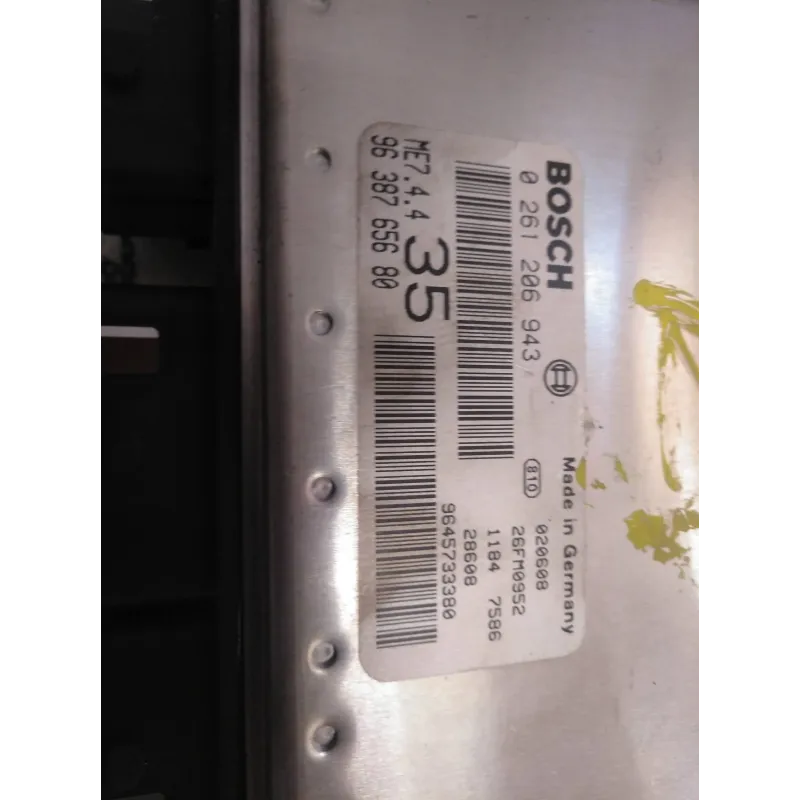 BOSCH
0 261 206 943
Made in Germany
810
020608
26FM0952
1184 7586
28608
9645733380
ME7.4.4 35
96 387 656 80